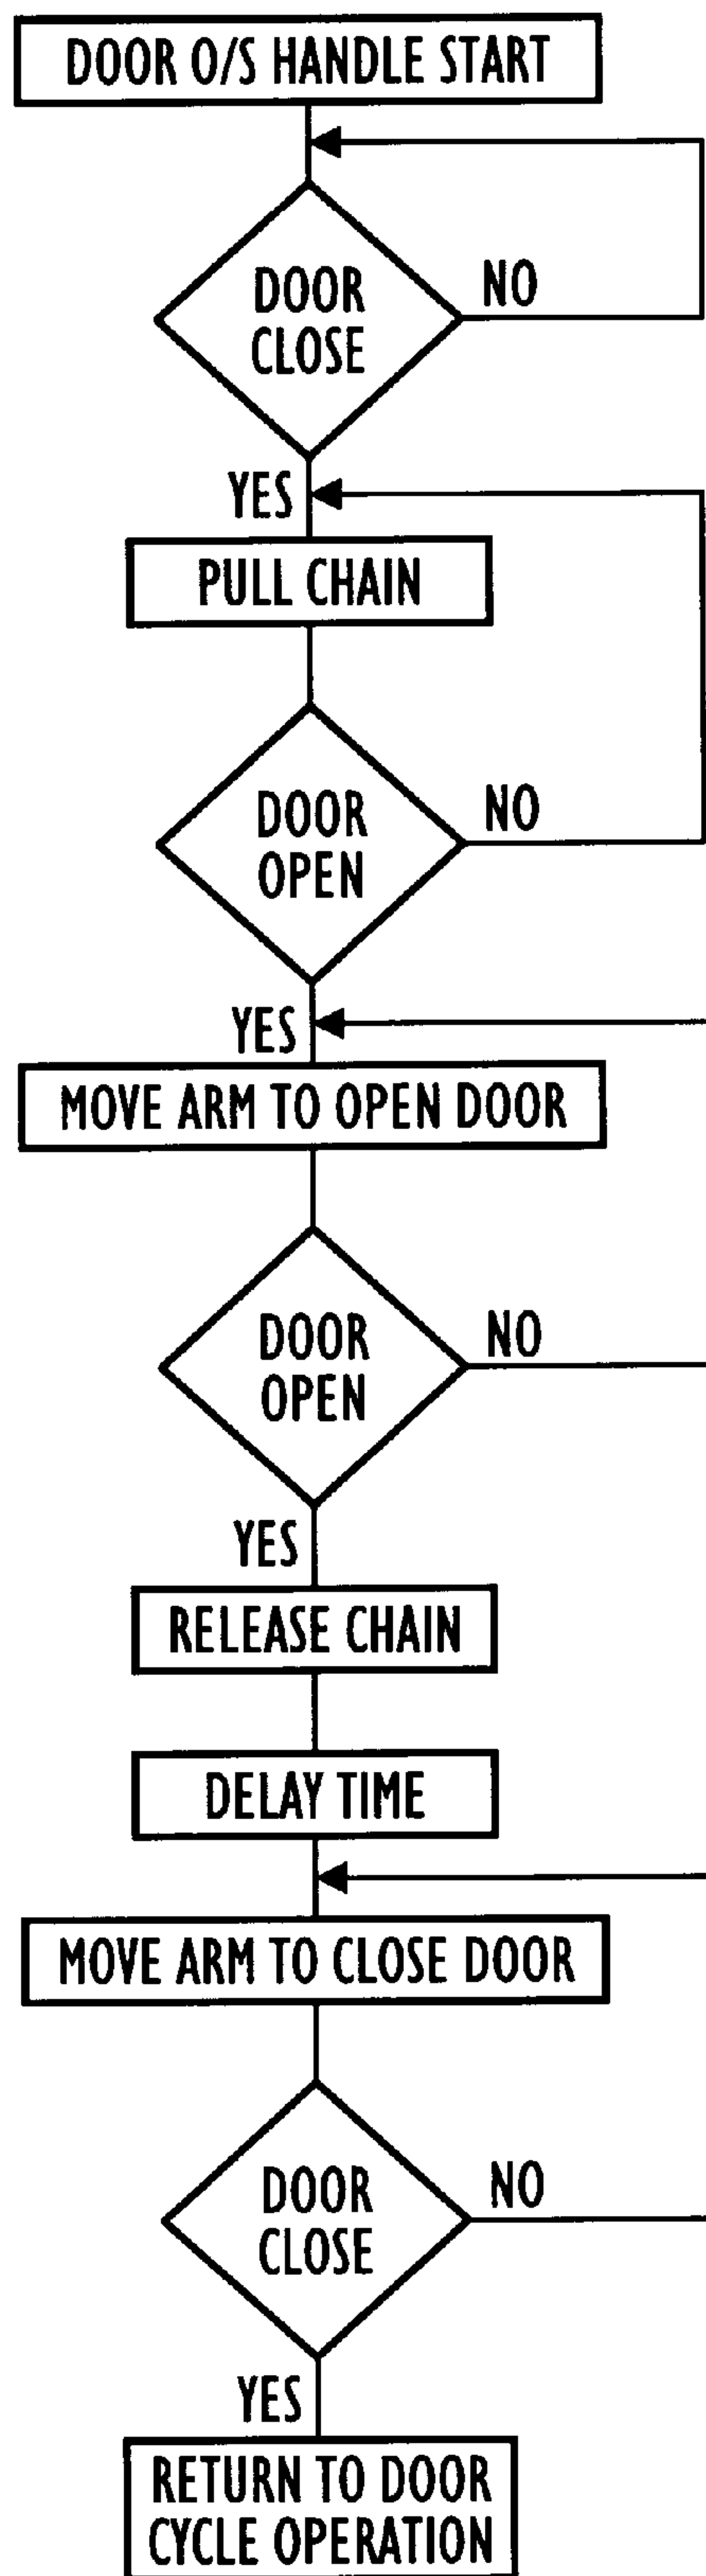 DOOR O/S HANDLE START
DOOR
CLOSE
NO
YES
PULL CHAIN
DOOR
OPEN
NO
YES
MOVE ARM TO OPEN DOOR
DOOR
OPEN
NO
YES
RELEASE CHAIN
DELAY TIME
MOVE ARM TO CLOSE DOOR
DOOR
CLOSE
NO
YES
RETURN TO DOOR
CYCLE OPERATION